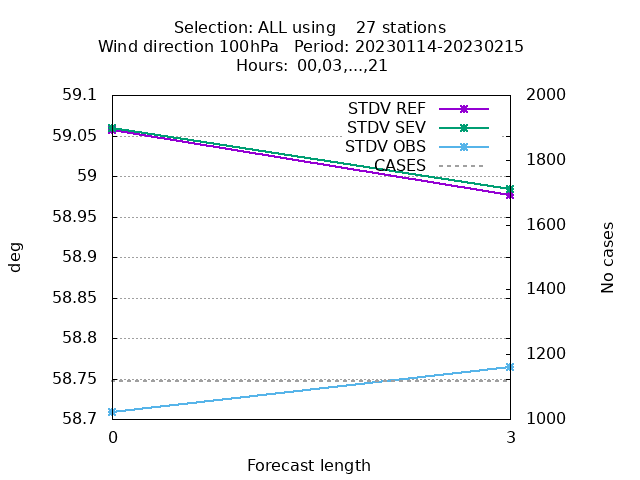 Selection: ALL using    27 stations
Wind direction 100hPa   Period: 20230114-20230215
Hours:  00,03,...,21
59.1
59.05
59
58.95
58.9
58.85
58.8
58.75
58.7
deg
STDV REF
STDV SEV
STDV OBS
CASES
2000
1800
1600
1400
1200
1000
No cases
0
3
Forecast length